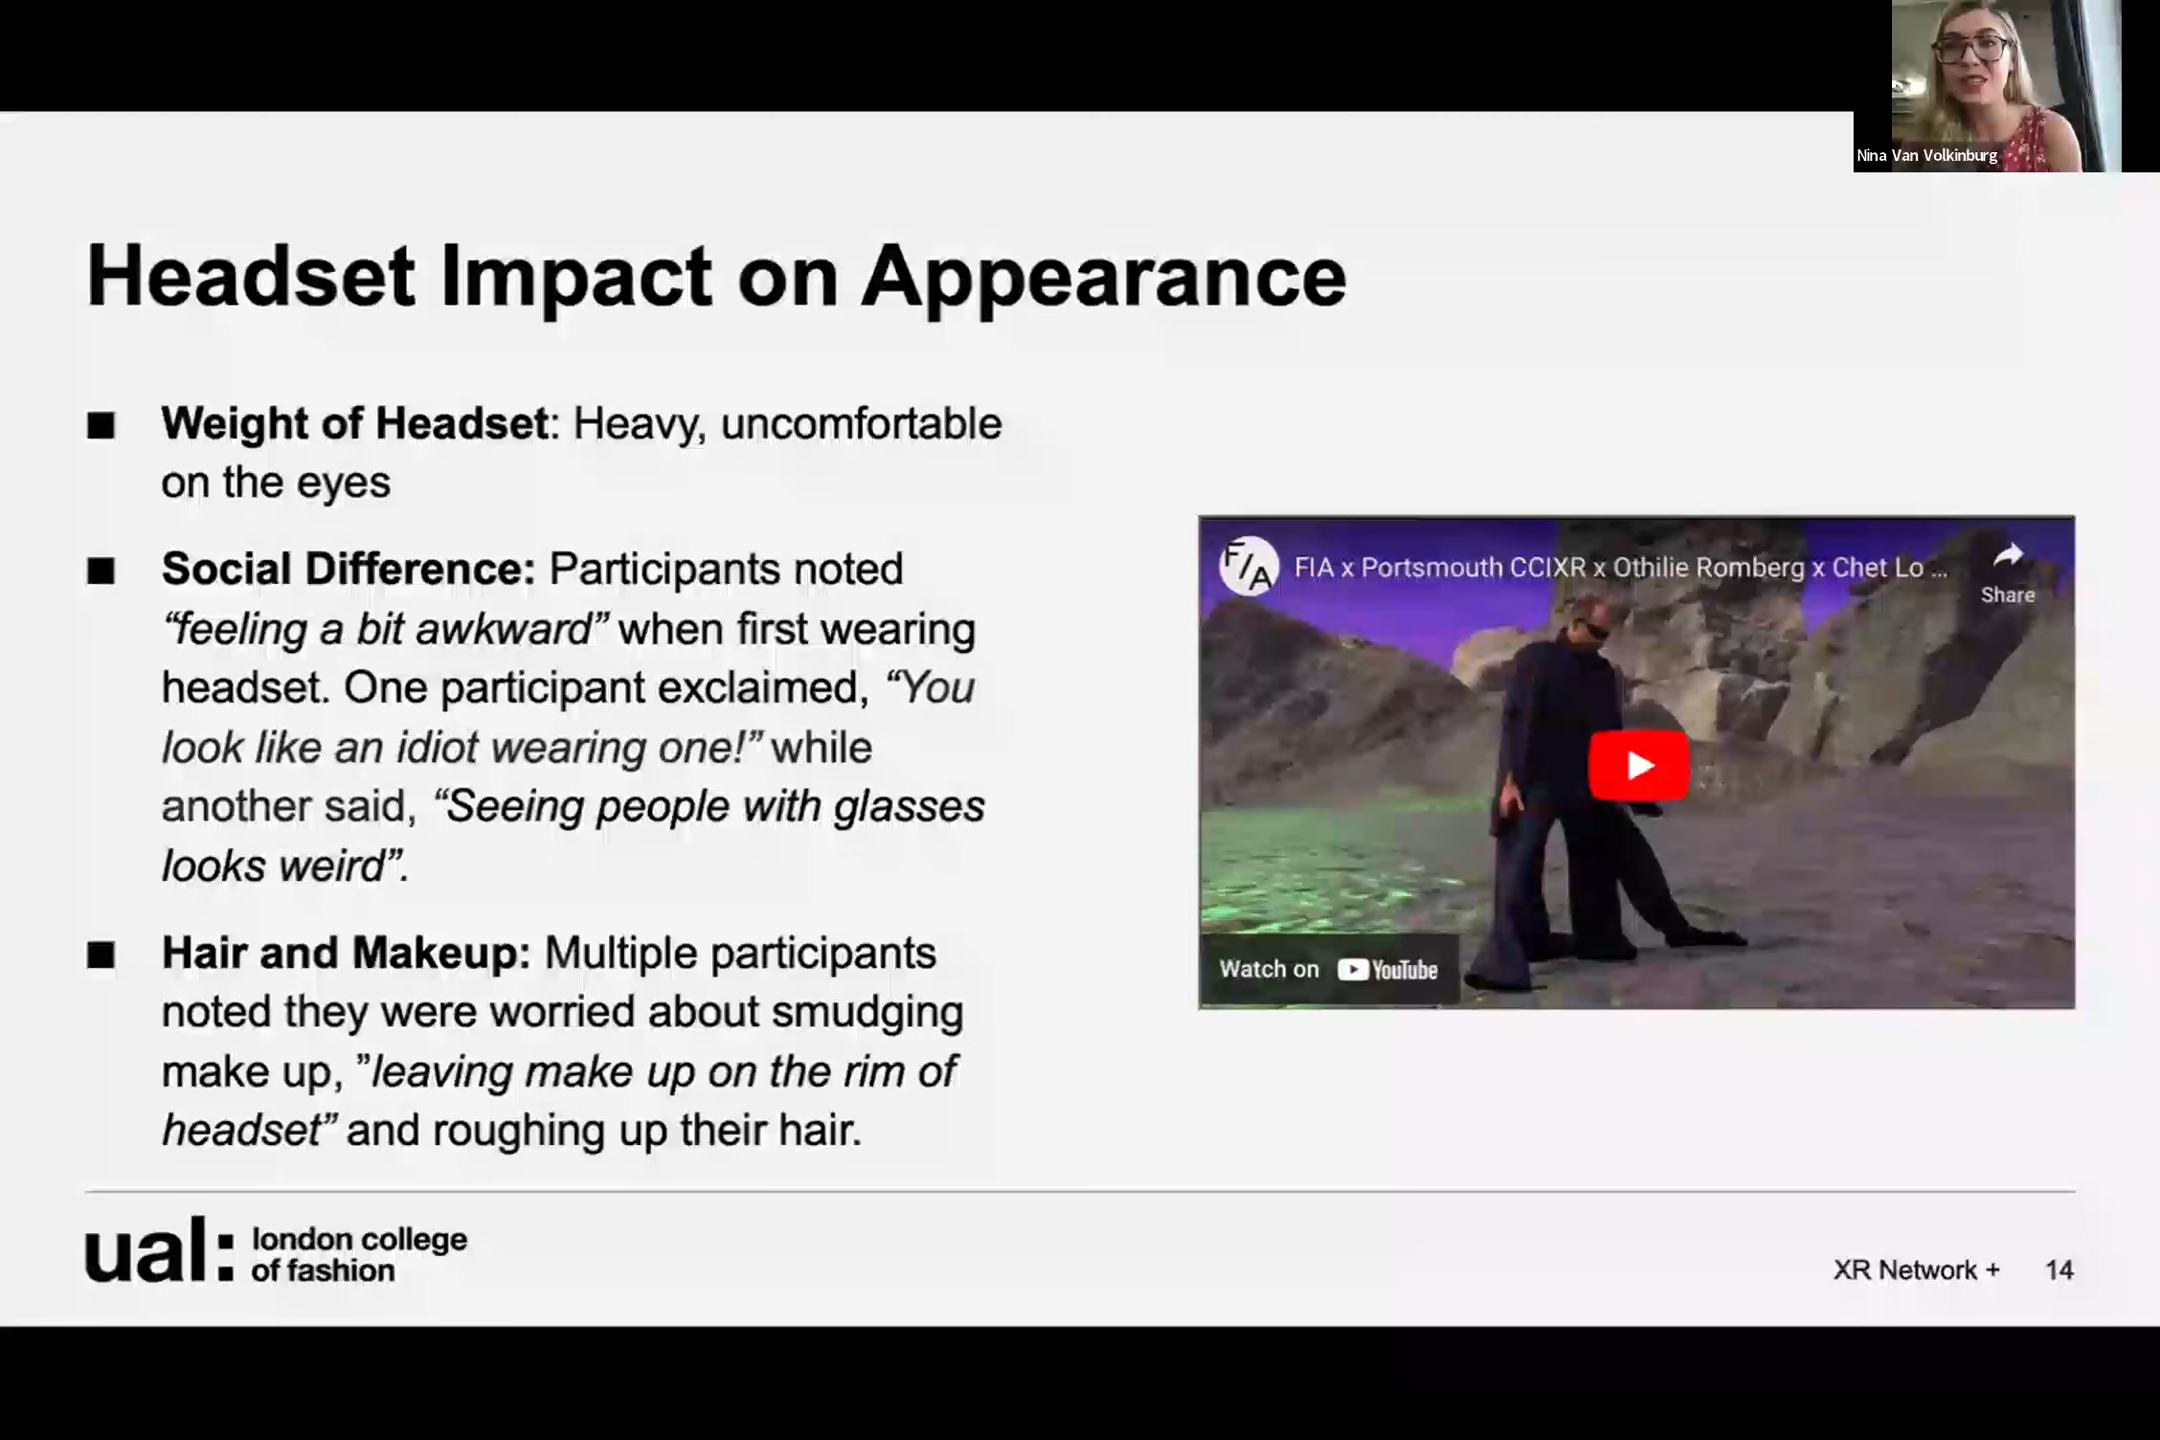 Nina Van Volkinburg
Headset Impact on Appearance
■ Weight of Headset: Heavy, uncomfortable
on the eyes
■ Social Difference: Participants noted
“feeling a bit awkward” when first wearing
headset. One participant exclaimed, “You
look like an idiot wearing one!” while
another said, “Seeing people with glasses
looks weird”.
■ Hair and Makeup: Multiple participants
noted they were worried about smudging
make up, ”leaving make up on the rim of
headset” and roughing up their hair.
F/A
FIA x Portsmouth CCIXR x Othilie Romberg x Chet Lo ...
Share
Watch on YouTube
ual: london college
of fashion
XR Network + 14